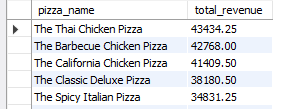 pizza_name total_revenue
The Thai Chicken Pizza 43434.25
The Barbecue Chicken Pizza 42768.00
The California Chicken Pizza 41409.50
The Classic Deluxe Pizza 38180.50
The Spicy Italian Pizza 34831.25